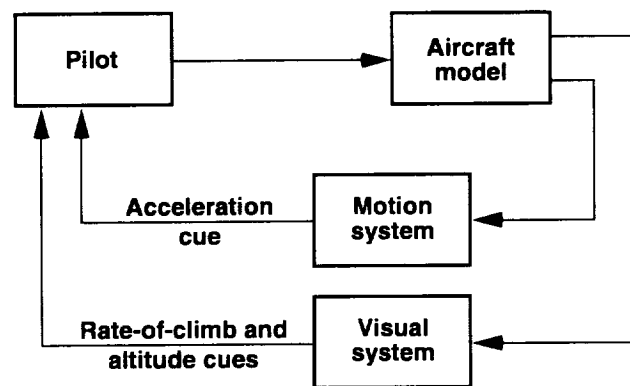 Pilot
Aircraft
model
Acceleration
cue
Motion
system
Rate-of-climb and
altitude cues
Visual
system